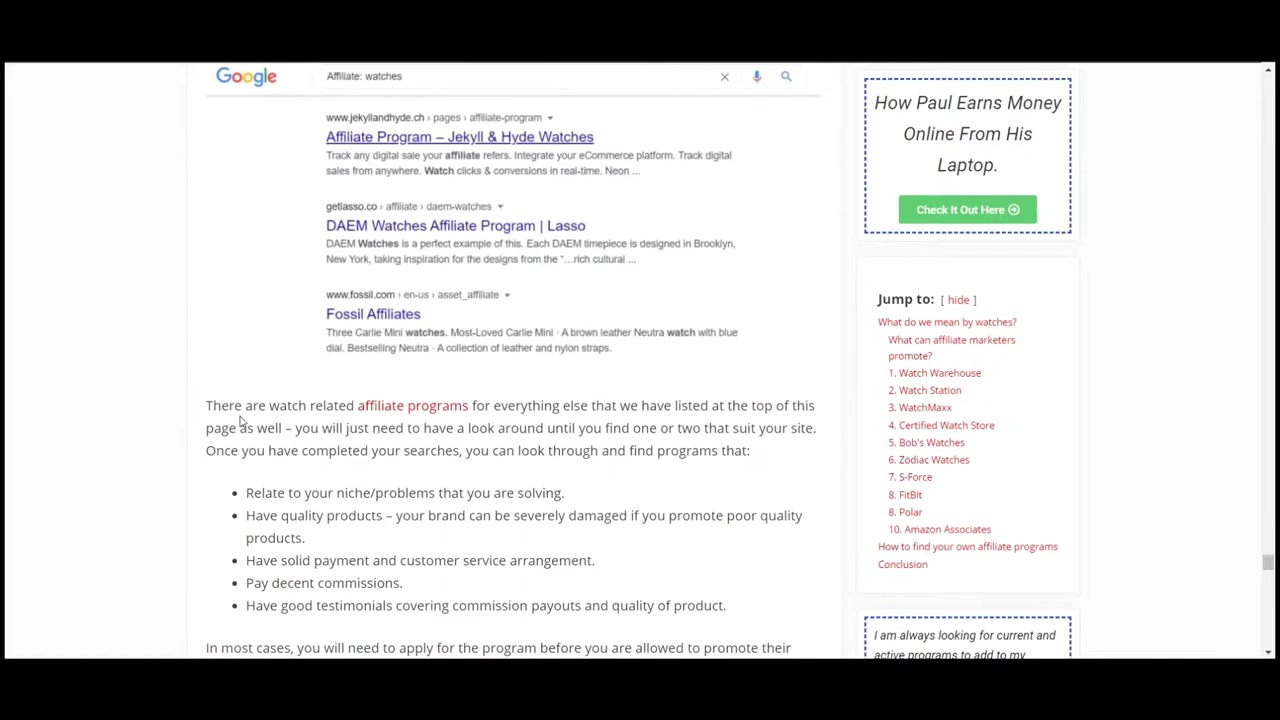 Google
Affiliate: watches
www.jekyllandhyde.ch › pages › affiliate-program
Affiliate Program – Jekyll & Hyde Watches
Track any digital sale your affiliate refers. Integrate your eCommerce platform. Track digital
sales from anywhere. Watch clicks & conversions in real-time. Neon ...
getlasso.co › affiliate › daem-watches
DAEM Watches Affiliate Program | Lasso
DAEM Watches is a perfect example of this. Each DAEM timepiece is designed in Brooklyn,
New York, taking inspiration for the designs from the “…rich cultural ...
www.fossil.com › en-us › asset_affiliate
Fossil Affiliates
Three Carlie Mini watches. Most-Loved Carlie Mini · A brown leather Neutra watch with blue
dial. Bestselling Neutra · A collection of leather and nylon straps.
There are watch related affiliate programs for everything else that we have listed at the top of this
page as well – you will just need to have a look around until you find one or two that suit your site.
Once you have completed your searches, you can look through and find programs that:
• Relate to your niche/problems that you are solving.
• Have quality products – your brand can be severely damaged if you promote poor quality
products.
• Have solid payment and customer service arrangement.
• Pay decent commissions.
• Have good testimonials covering commission payouts and quality of product.
In most cases, you will need to apply for the program before you are allowed to promote their
How Paul Earns Money
Online From His
Laptop.
Check It Out Here
Jump to: [ hide ]
What do we mean by watches?
What can affiliate marketers
promote?
1. Watch Warehouse
2. Watch Station
3. WatchMaxx
4. Certified Watch Store
5. Bob's Watches
6. Zodiac Watches
7. S-Force
8. FitBit
8. Polar
10. Amazon Associates
How to find your own affiliate programs
Conclusion
I am always looking for current and
active programs to add to my